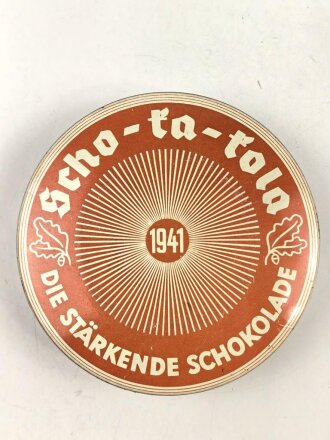 Scho-ka-kola
1941
DIE STÄRKENDE SCHOKOLADE